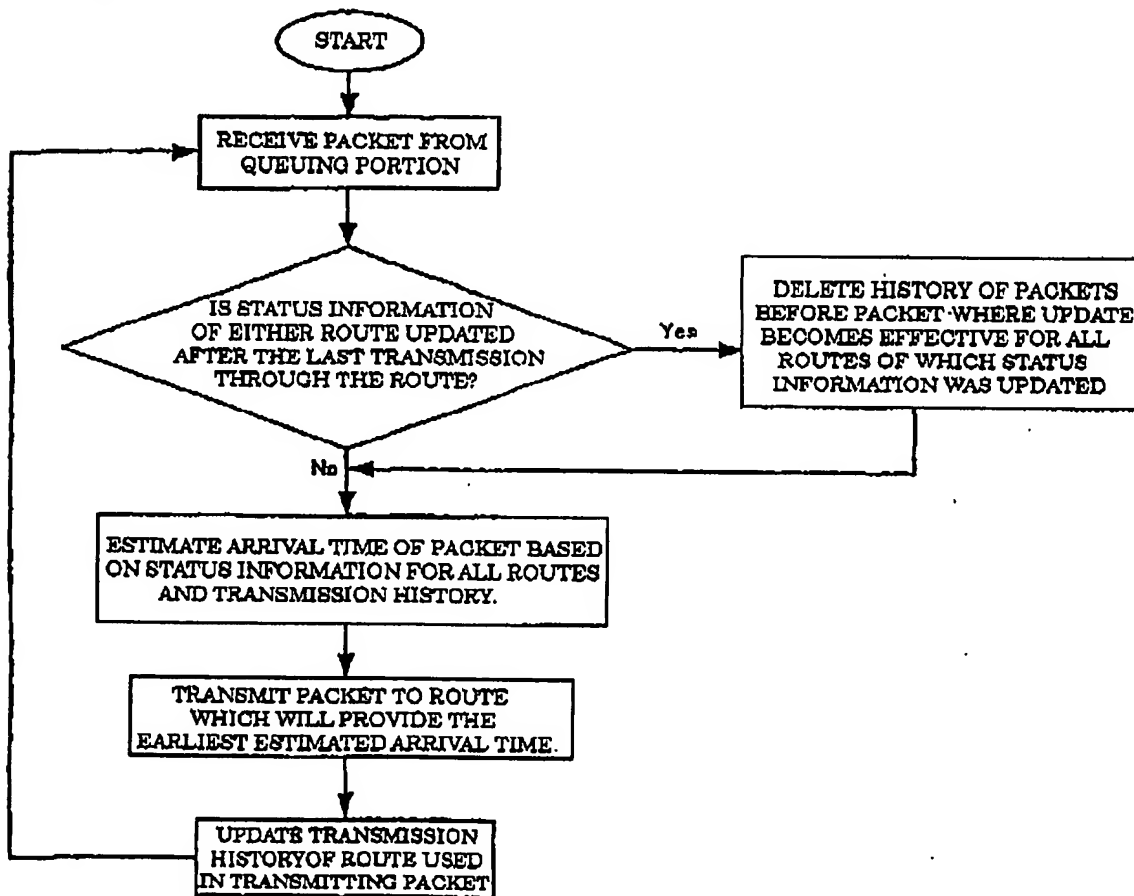 START
RECEIVE PACKET FROM
QUEUING PORTION
IS STATUS INFORMATION
OF EITHER ROUTE UPDATED
AFTER THE LAST TRANSMISSION
THROUGH THE ROUTE?
Yes
DELETE HISTORY OF PACKETS
BEFORE PACKET WHERE UPDATE
BECOMES EFFECTIVE FOR ALL
ROUTES OF WHICH STATUS
INFORMATION WAS UPDATED
No
ESTIMATE ARRIVAL TIME OF PACKET BASED
ON STATUS INFORMATION FOR ALL ROUTES
AND TRANSMISSION HISTORY.
TRANSMIT PACKET TO ROUTE
WHICH WILL PROVIDE THE
EARLIEST ESTIMATED ARRIVAL TIME.
UPDATE TRANSMISSION
HISTORYOF ROUTE USED
IN TRANSMITTING PACKET